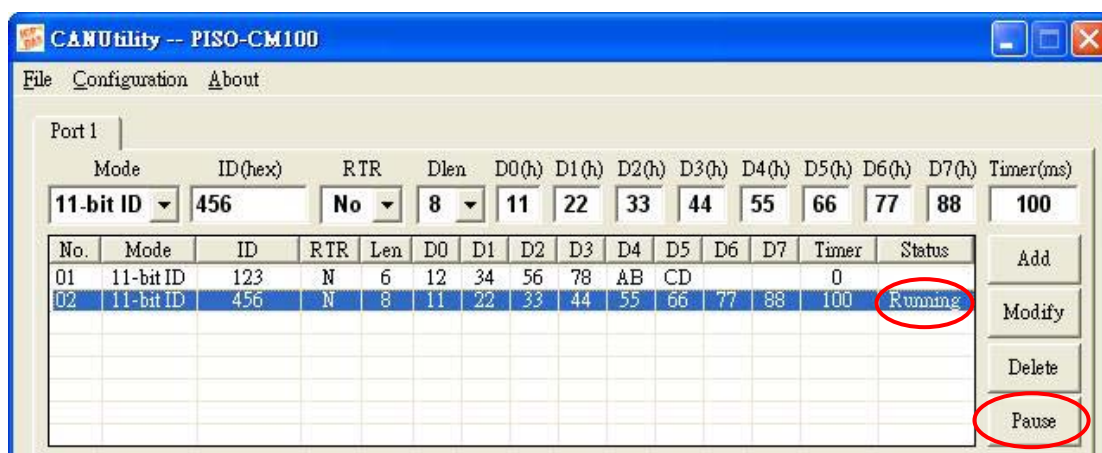 CANUtility -- PISO-CM100
File Configuration About
Port 1
Mode ID(hex) RTR Dlen D0(h) D1(h) D2(h) D3(h) D4(h) D5(h) D6(h) D7(h) Timer(ms)
11-bit ID 456 No 8 11 22 33 44 55 66 77 88 100
No. Mode ID RTR Len D0 D1 D2 D3 D4 D5 D6 D7 Timer Status
Add
01 11-bit ID 123 N 6 12 34 56 78 AB CD 0
02 11-bit ID 456 N 8 11 22 33 44 55 66 77 88 100 Running
Modify
Delete
Pause